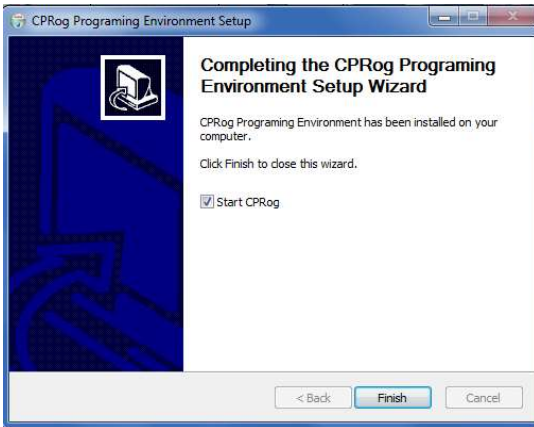 CPRog Programing Environment Setup
Completing the CPRog Programing
Environment Setup Wizard
CPRog Programing Environment has been installed on your
computer.
Click Finish to close this wizard.
Start CPRog
< Back
Finish
Cancel